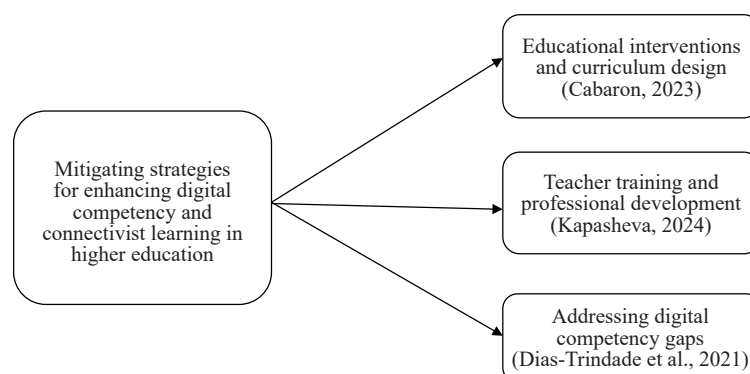 Mitigating strategies
for enhancing digital
competency and
connectivist learning in
higher education
Educational interventions
and curriculum design
(Cabaron, 2023)
Teacher training and
professional development
(Kapasheva, 2024)
Addressing digital
competency gaps
(Dias-Trindade et al., 2021)